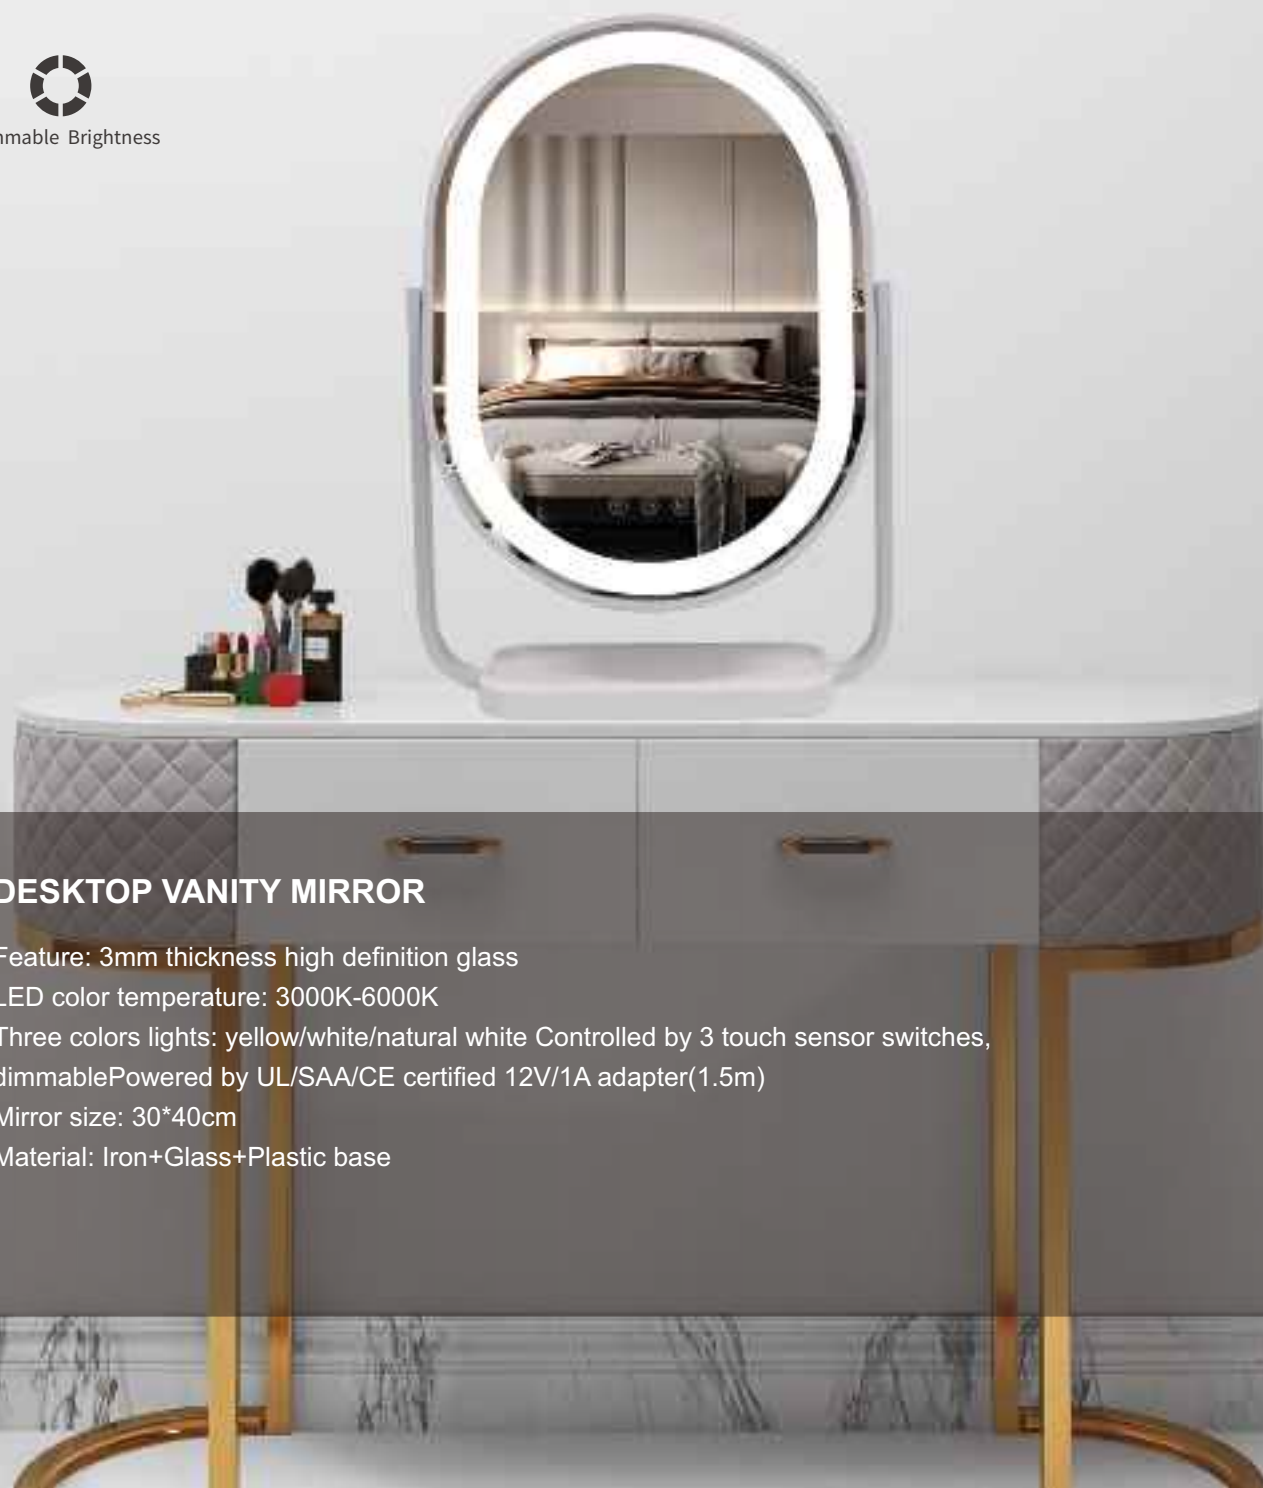 Brightness
DESKTOP VANITY MIRROR
Feature: 3mm thickness high definition glass
LED color temperature: 3000K-6000K
Three colors lights: yellow/white/natural white Controlled by 3 touch sensor switches,
dimmablePowered by UL/SAA/CE certified 12V/1A adapter(1.5m)
Mirror size: 30*40cm
Material: Iron+Glass+Plastic base